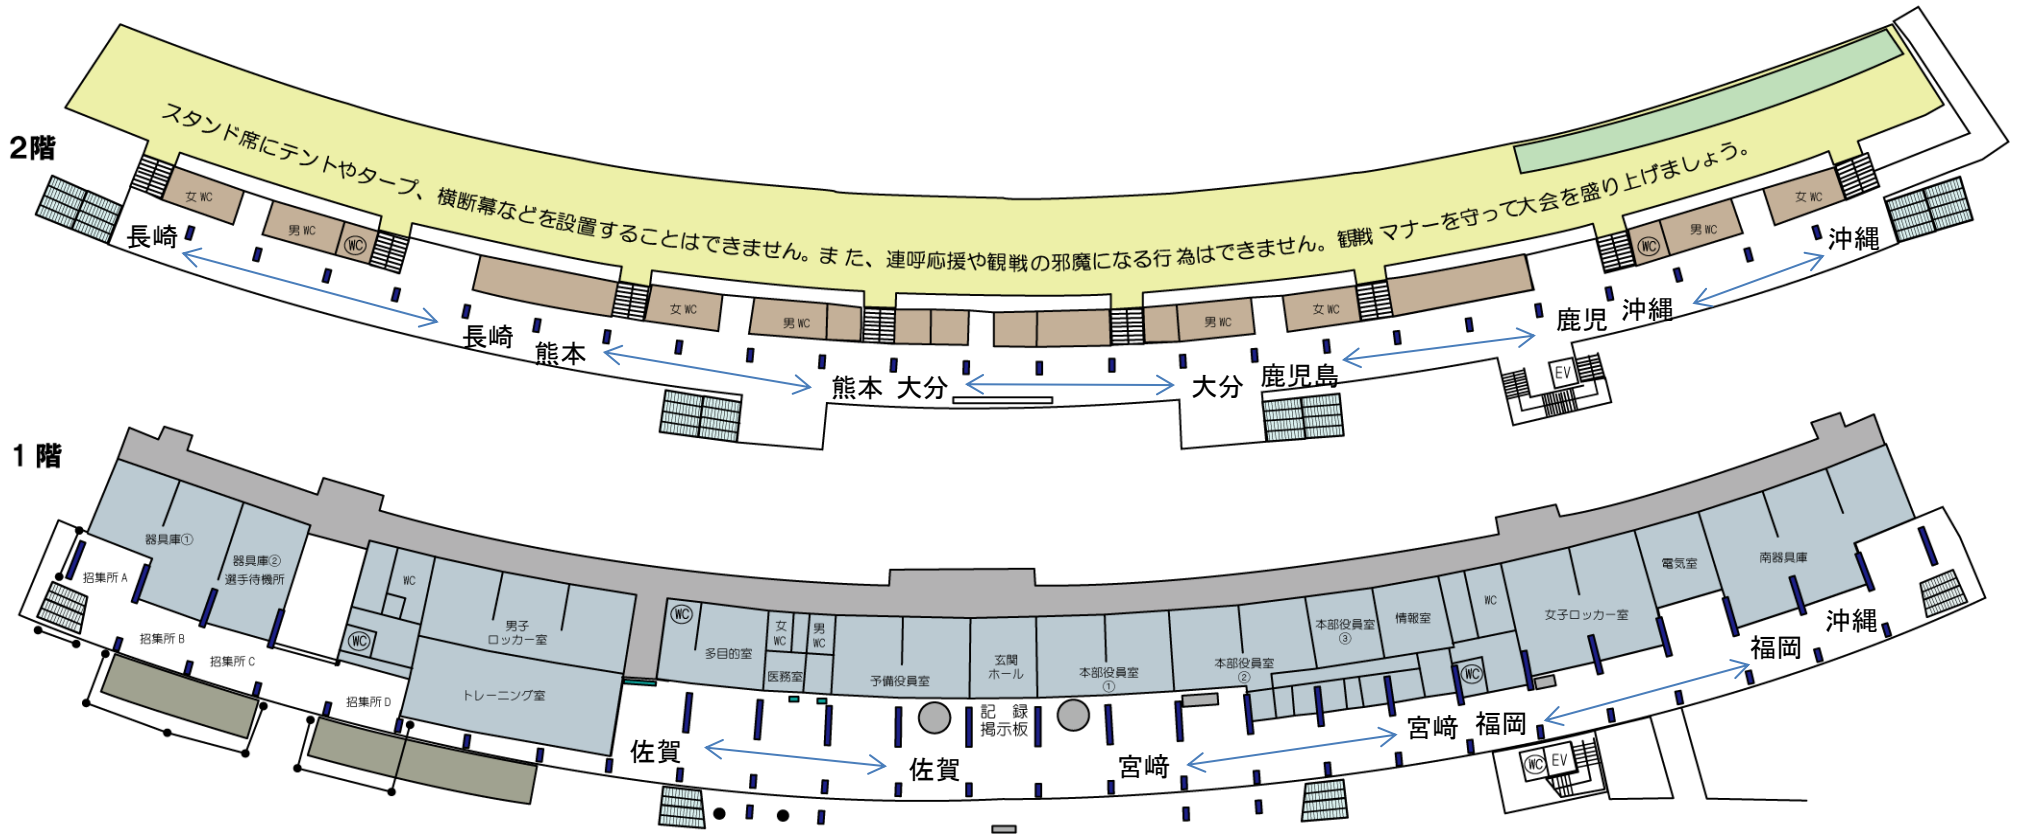 2階
スタンド席にテントやタープ、横断幕などを設置することはできません。また、連呼応援や観戦の邪魔になる行為はできません。観戦マナーを守って大会を盛り上げましょう。
女WC
男WC
WC
女WC
男WC
男WC
女WC
WC
男WC
女WC
長崎
長崎
熊本
熊本
大分
大分
鹿児島
鹿児
沖縄
沖縄
EV
1階
器具庫①
器具庫②
選手待機所
招集所A
招集所B
招集所C
招集所D
WC
WC
男子
ロッカー室
トレーニング室
WC
多目的室
女
WC
男
WC
医務室
予備役員室
玄関
ホール
本部役員室
①
本部役員室
②
本部役員室
③
情報室
WC
WC
女子ロッカー室
電気室
南器具庫
記録
掲示板
佐賀
佐賀
宮﨑
宮﨑
福岡
福岡
沖縄
WC
EV